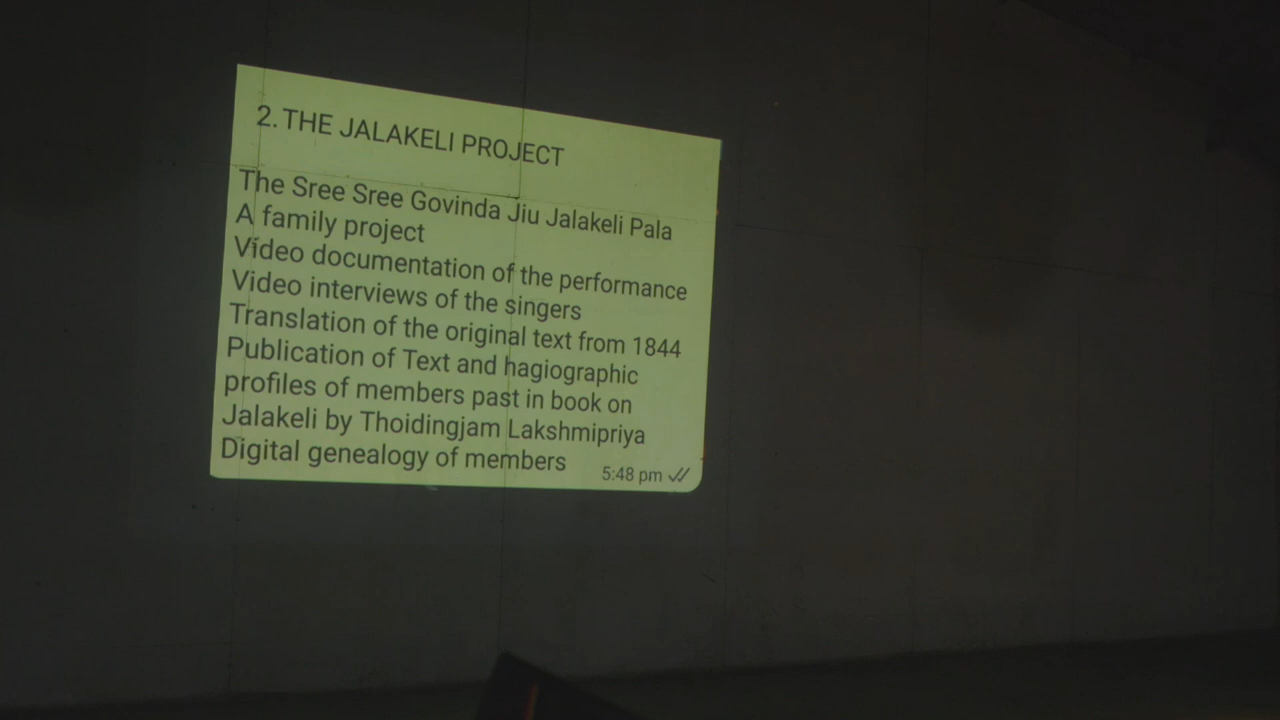 2. THE JALAKELI PROJECT
The Sree Sree Govinda Jiu Jalakeli Pala
A family project
Video documentation of the performance
Video interviews of the singers
Translation of the original text from 1844
Publication of Text and hagiographic
profiles of members past in book on
Jalakeli by Thoidingjam Lakshmipriya
Digital genealogy of members
5:48 pm